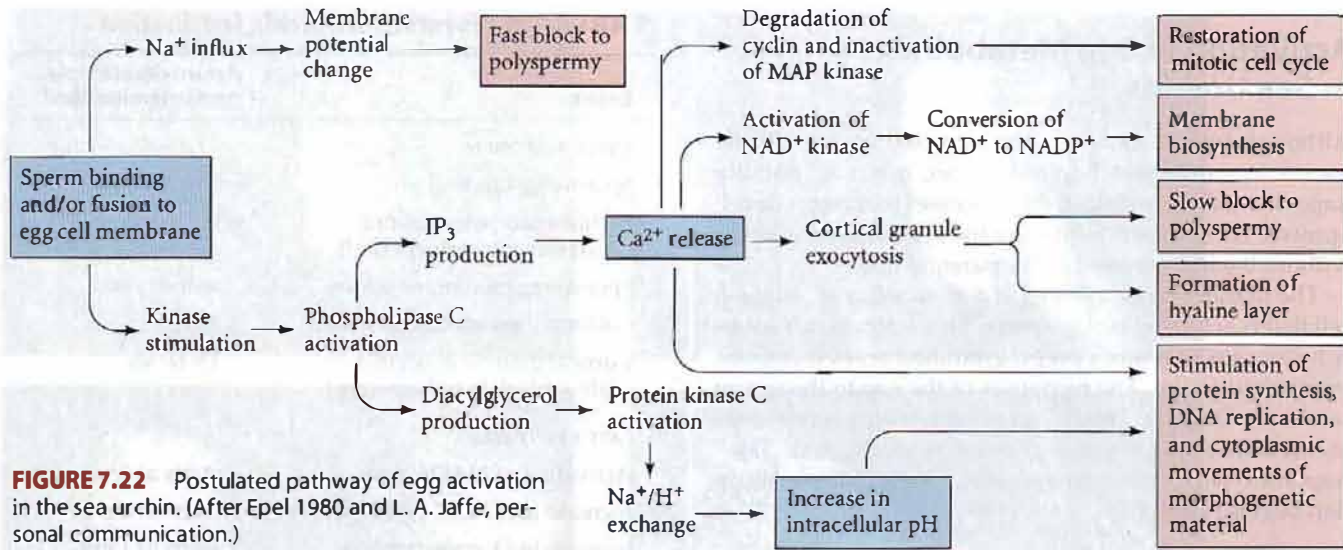 Na⁺ influx
Membrane
potential
change
Fast block to
polyspermy
Sperm binding
and/or fusion to
egg cell membrane
Kinase
stimulation
Phospholipase C
activation
IP₃
production
Diacylglycerol
production
Protein kinase C
activation
Na⁺/H⁺
exchange
Increase in
intracellular pH
Ca²⁺ release
Degradation of
cyclin and inactivation
of MAP kinase
Restoration of
mitotic cell cycle
Activation of
NAD⁺ kinase
Conversion of
NAD⁺ to NADP⁺
Membrane
biosynthesis
Cortical granule
exocytosis
Slow block to
polyspermy
Formation of
hyaline layer
Stimulation of
protein synthesis,
DNA replication,
and cytoplasmic
movements of
morphogenetic
material
FIGURE 7.22 Postulated pathway of egg activation
in the sea urchin. (After Epel 1980 and L. A. Jaffe, per-
sonal communication.)